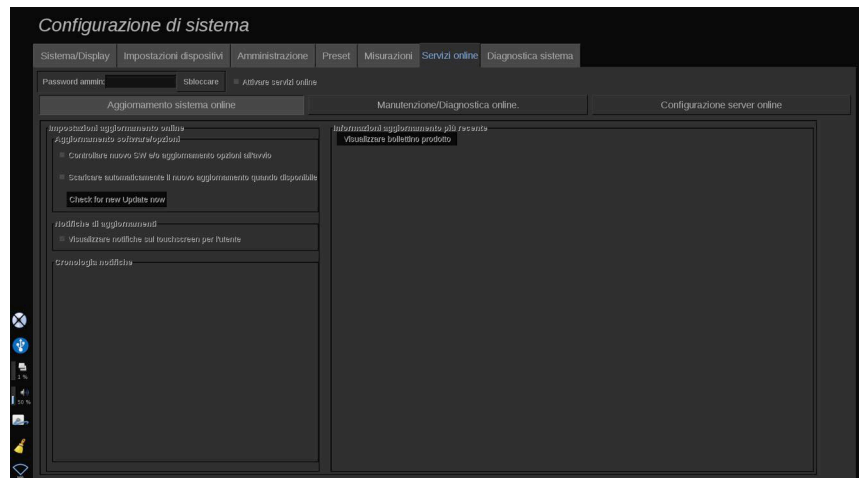 Configurazione di sistema
Sistema/Display Impostazioni dispositivi Amministrazione Preset Misurazioni Servizi online Diagnostica sistema
Password ammin: Sbloccare Attivare servizi online
Aggiornamento sistema online Manutenzione/Diagnostica online. Configurazione server online
Impostazioni aggiornamento online
Aggiornamento software/opzioni
Controllare nuovo SW e/o aggiornamento opzioni all'avvio
Scaricare automaticamente il nuovo aggiornamento quando disponibile
Check for new Update now
Notifiche di aggiornamenti
Visualizzare notifiche sul touchscreen per l'utente
Cronologia notifiche
Informazioni aggiornamento più recente
Visualizzare bollettino prodotto
1 %
50 %